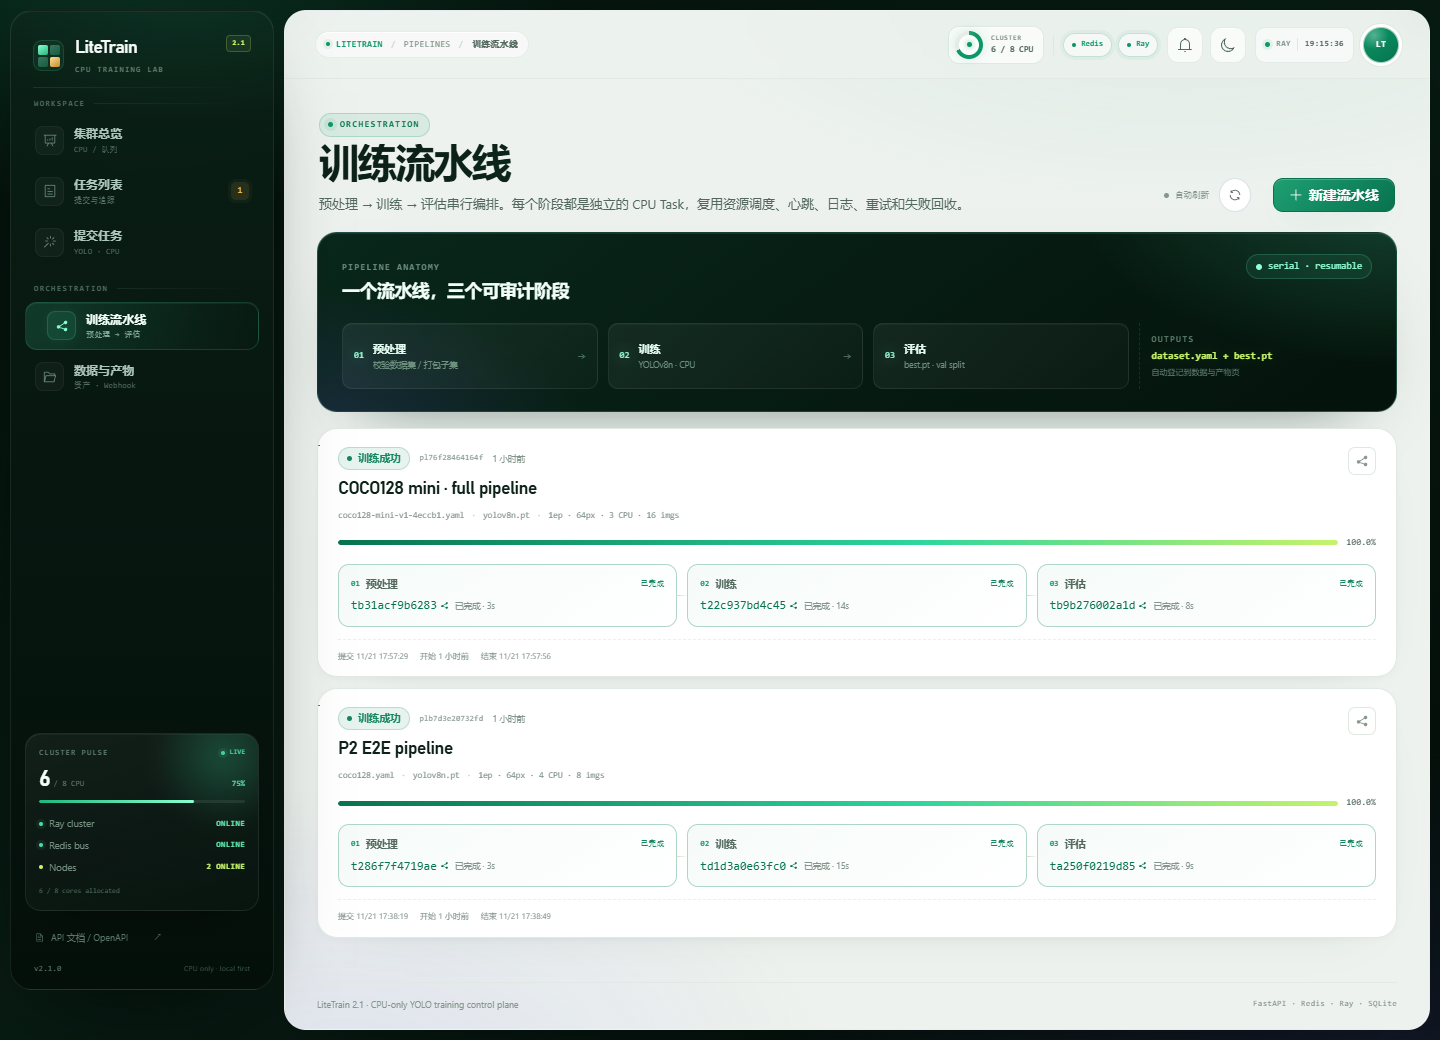 LiteTrain
2.1
CPU TRAINING LAB
WORKSPACE
集群总览
CPU / 队列
任务列表
提交与追踪
1
提交任务
YOLO · CPU
ORCHESTRATION
训练流水线
预处理 → 评估
数据与产物
资产 · Webhook
CLUSTER PULSE
LIVE
6 / 8 CPU
75%
Ray cluster
ONLINE
Redis bus
ONLINE
Nodes
2 ONLINE
6 / 8 cores allocated
API 文档 / OpenAPI
v2.1.0
CPU only · local first
LITETRAIN / PIPELINES / 训练流水线
CLUSTER
6 / 8 CPU
Redis
Ray
RAY
19:15:36
LT
ORCHESTRATION
训练流水线
预处理 → 训练 → 评估串行编排。每个阶段都是独立的 CPU Task，复用资源调度、心跳、日志、重试和失败回收。
自动刷新
新建流水线
PIPELINE ANATOMY
serial · resumable
一个流水线，三个可审计阶段
01 预处理
校验数据集 / 打包子集
→
02 训练
YOLOv8n · CPU
→
03 评估
best.pt · val split
OUTPUTS
dataset.yaml + best.pt
自动登记到数据与产物页
训练成功
pl76f28464164f
1 小时前
COCO128 mini · full pipeline
coco128-mini-v1-4eccb1.yaml · yolov8n.pt · 1ep · 64px · 3 CPU · 16 imgs
100.0%
01 预处理
已完成
tb31acf9b6283 已完成 · 3s
02 训练
已完成
t22c937bd4c45 已完成 · 14s
03 评估
已完成
tb9b276002a1d 已完成 · 8s
提交 11/21 17:57:29 开始 1 小时前 结束 11/21 17:57:56
训练成功
plb7d3e20732fd
1 小时前
P2 E2E pipeline
coco128.yaml · yolov8n.pt · 1ep · 64px · 4 CPU · 8 imgs
100.0%
01 预处理
已完成
t286f7f4719ae 已完成 · 3s
02 训练
已完成
td1d3a0e63fc0 已完成 · 15s
03 评估
已完成
ta250f0219d85 已完成 · 9s
提交 11/21 17:38:19 开始 1 小时前 结束 11/21 17:38:49
LiteTrain 2.1 · CPU-only YOLO training control plane
FastAPI · Redis · Ray · SQLite